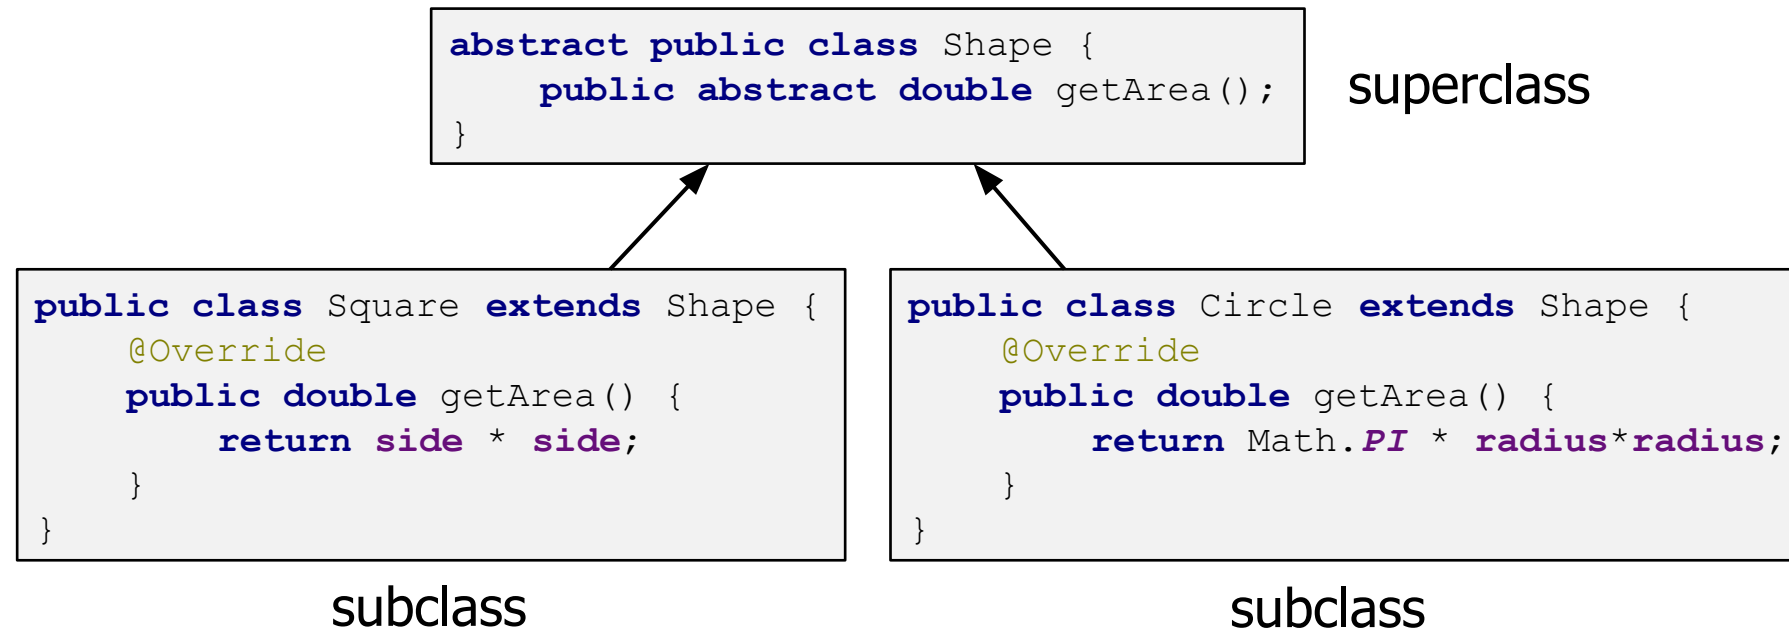 abstract public class Shape {
    public abstract double getArea();
}
superclass
public class Square extends Shape {
    @Override
    public double getArea() {
        return side * side;
    }
}
subclass
public class Circle extends Shape {
    @Override
    public double getArea() {
        return Math.PI * radius*radius;
    }
}
subclass